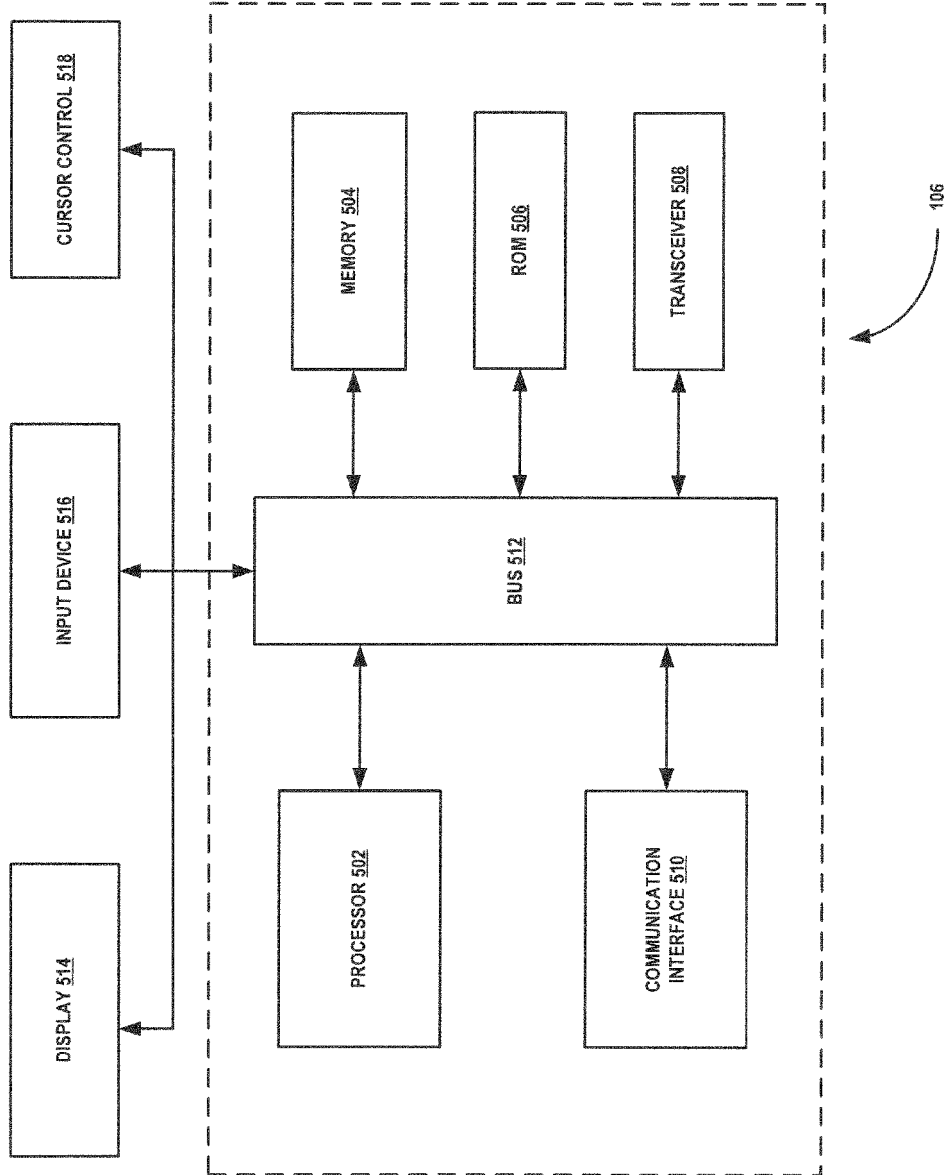 DISPLAY 514
INPUT DEVICE 516
CURSOR CONTROL 518
PROCESSOR 502
COMMUNICATION
INTERFACE 510
BUS 512
MEMORY 504
ROM 506
TRANSCEIVER 508
106